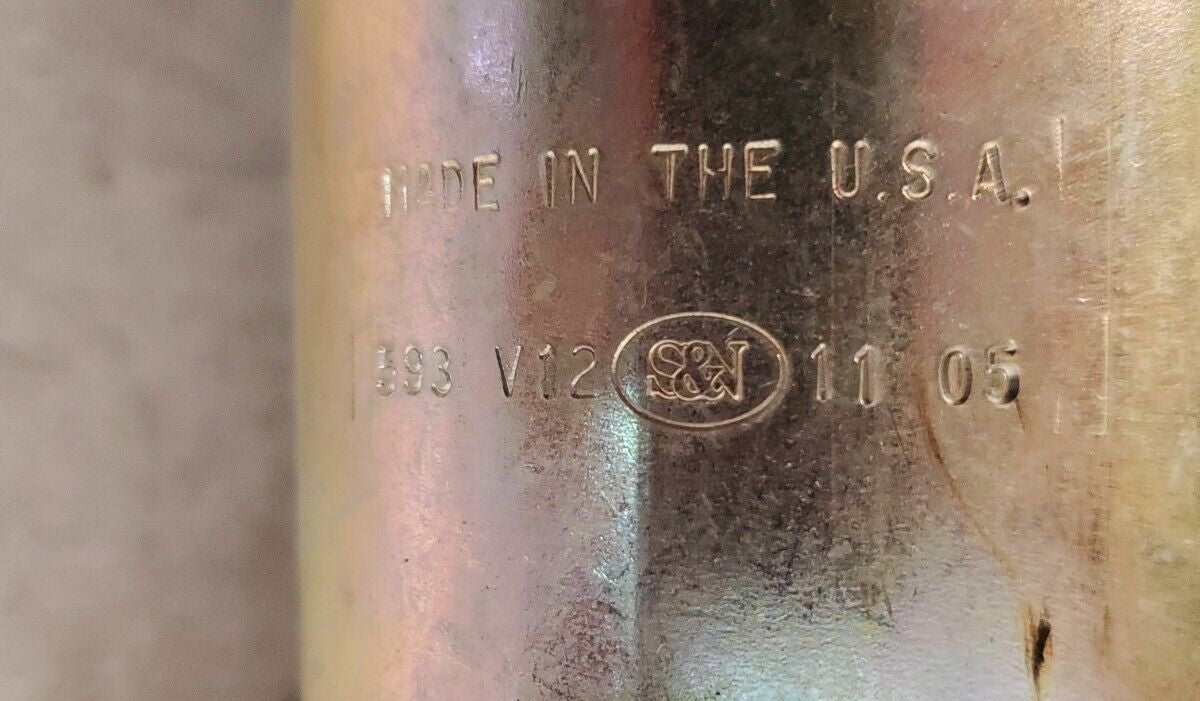 MADE IN THE U.S.A.
593 V12 S&N 11 05